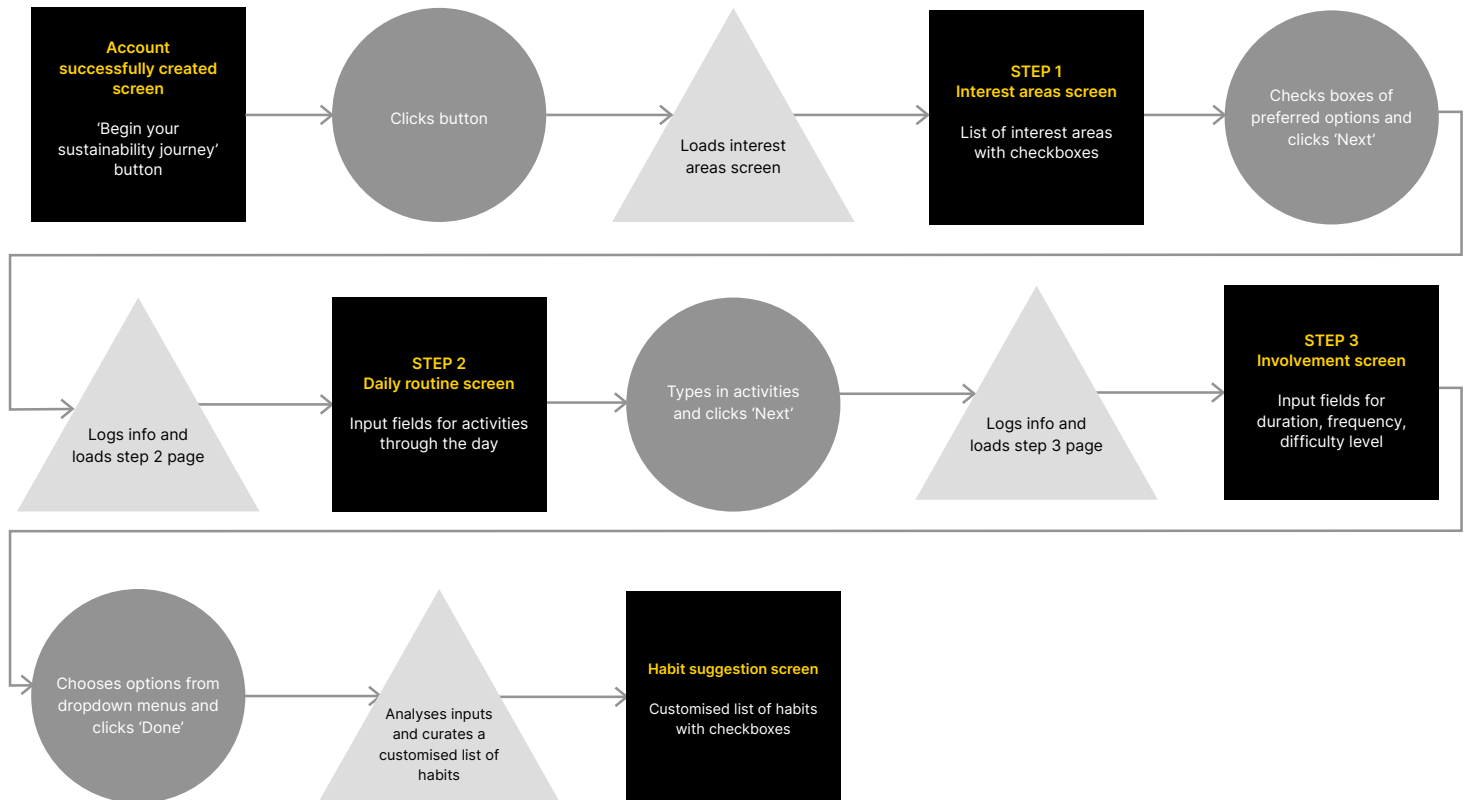 Account
successfully created
screen
‘Begin your
sustainability journey’
button
Clicks button
Loads interest
areas screen
STEP 1
Interest areas screen
List of interest areas
with checkboxes
Checks boxes of
preferred options and
clicks ‘Next’
Logs info and
loads step 2 page
STEP 2
Daily routine screen
Input fields for activities
through the day
Types in activities
and clicks ‘Next’
Logs info and
loads step 3 page
STEP 3
Involvement screen
Input fields for
duration, frequency,
difficulty level
Chooses options from
dropdown menus and
clicks ‘Done’
Analyses inputs
and curates a
customised list of
habits
Habit suggestion screen
Customised list of habits
with checkboxes